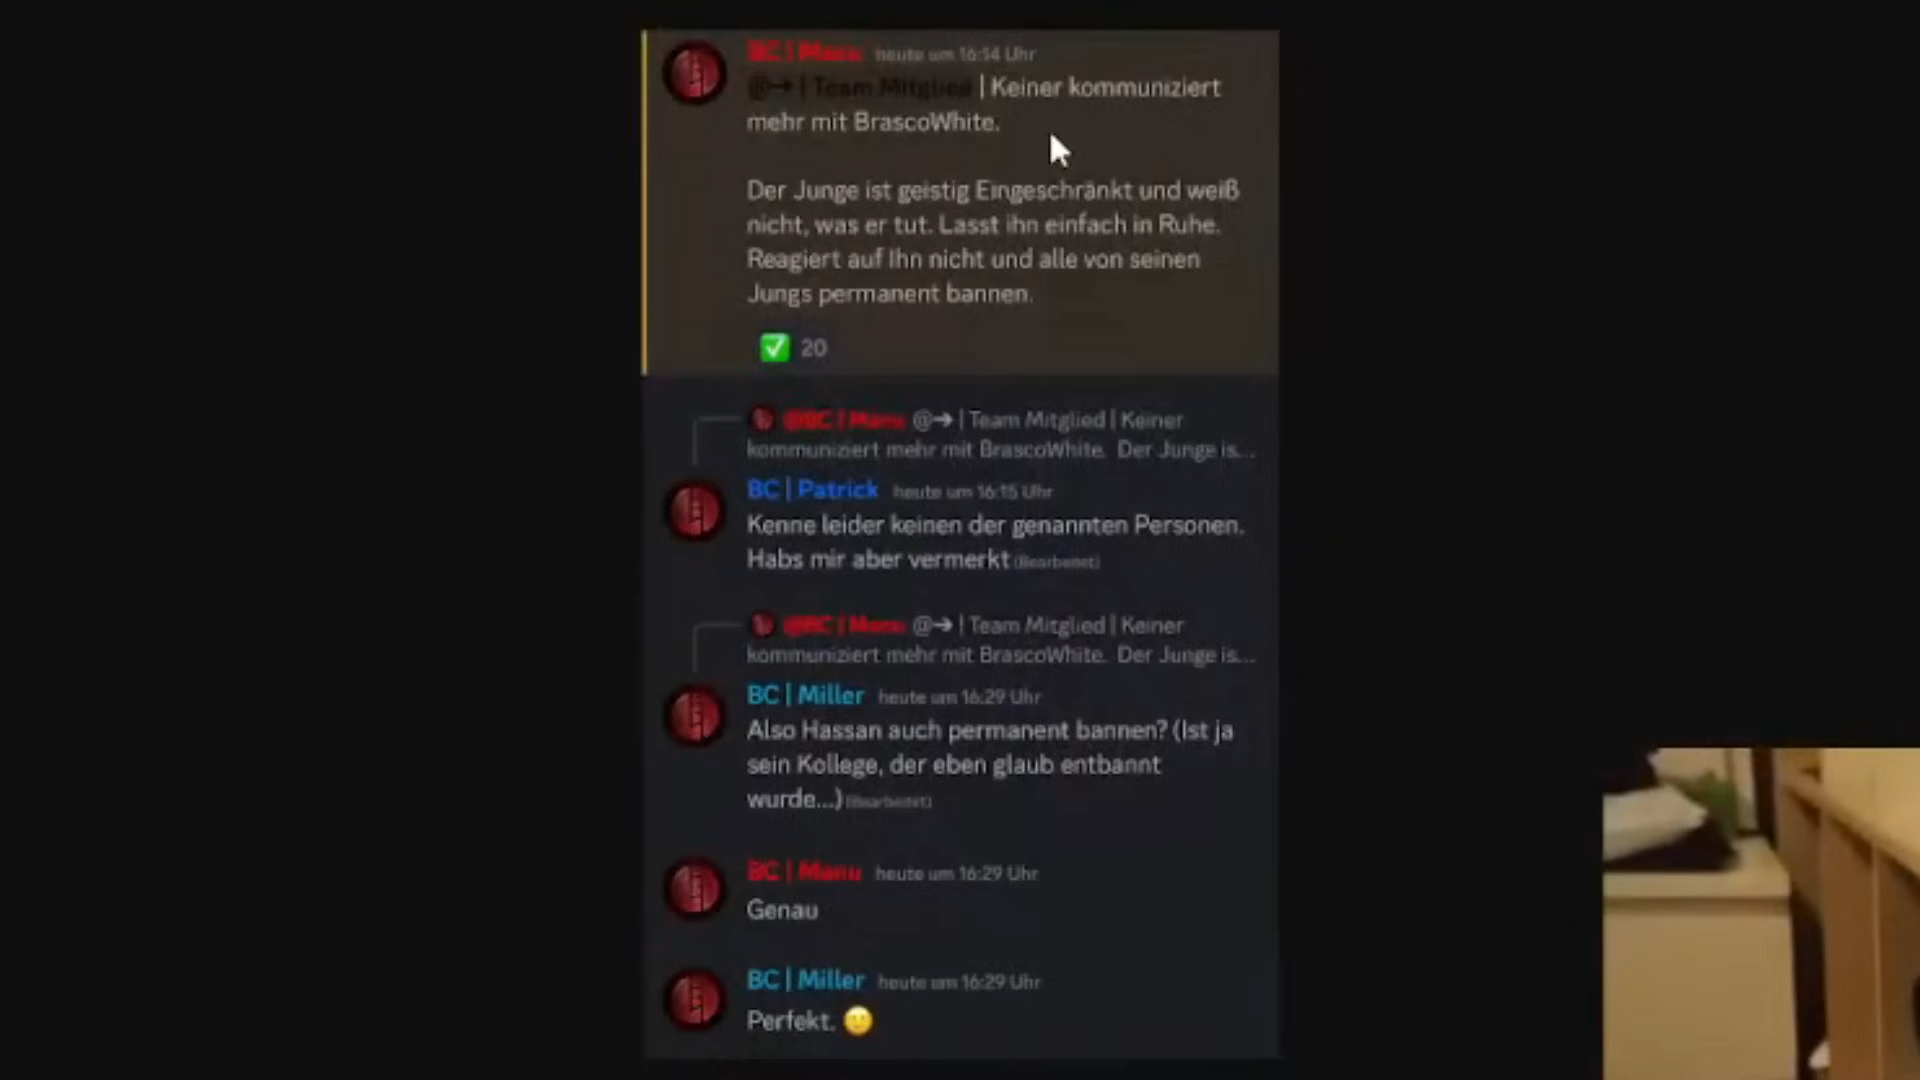 BC | Manu heute um 16:14 Uhr
@➔ | Team Mitglied | Keiner kommuniziert
mehr mit BrascoWhite.
Der Junge ist geistig Eingeschränkt und weiß
nicht, was er tut. Lasst ihn einfach in Ruhe.
Reagiert auf Ihn nicht und alle von seinen
Jungs permanent bannen.
✅ 20
@BC | Manu @➔ | Team Mitglied | Keiner
kommuniziert mehr mit BrascoWhite. Der Junge is...
BC | Patrick heute um 16:15 Uhr
Kenne leider keinen der genannten Personen.
Habs mir aber vermerkt (Bearbeitet)
@BC | Manu @➔ | Team Mitglied | Keiner
kommuniziert mehr mit BrascoWhite. Der Junge is...
BC | Miller heute um 16:29 Uhr
Also Hassan auch permanent bannen? (Ist ja
sein Kollege, der eben glaub entbannt
wurde...) (Bearbeitet)
BC | Manu heute um 16:29 Uhr
Genau
BC | Miller heute um 16:29 Uhr
Perfekt. 🙂